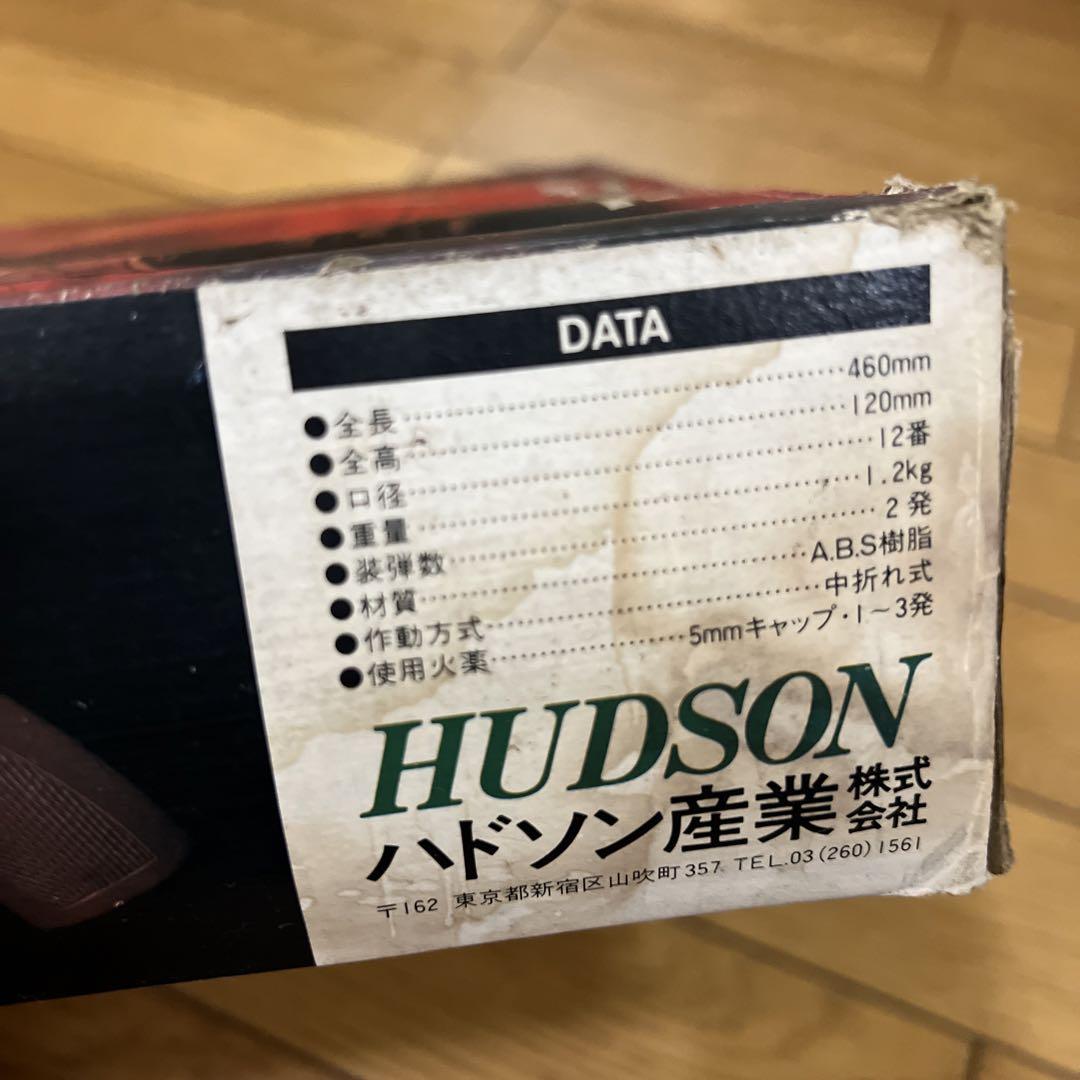 DATA
●全長……460mm
●全高……120mm
●口径……12番
●重量……1.2kg
●装弾数……2発
●材質……A.B.S樹脂
●作動方式……中折れ式
●使用火薬……5mmキャップ・1〜3発
HUDSON
ハドソン産業株式会社
〒162 東京都新宿区山吹町357 TEL.03(260)1561